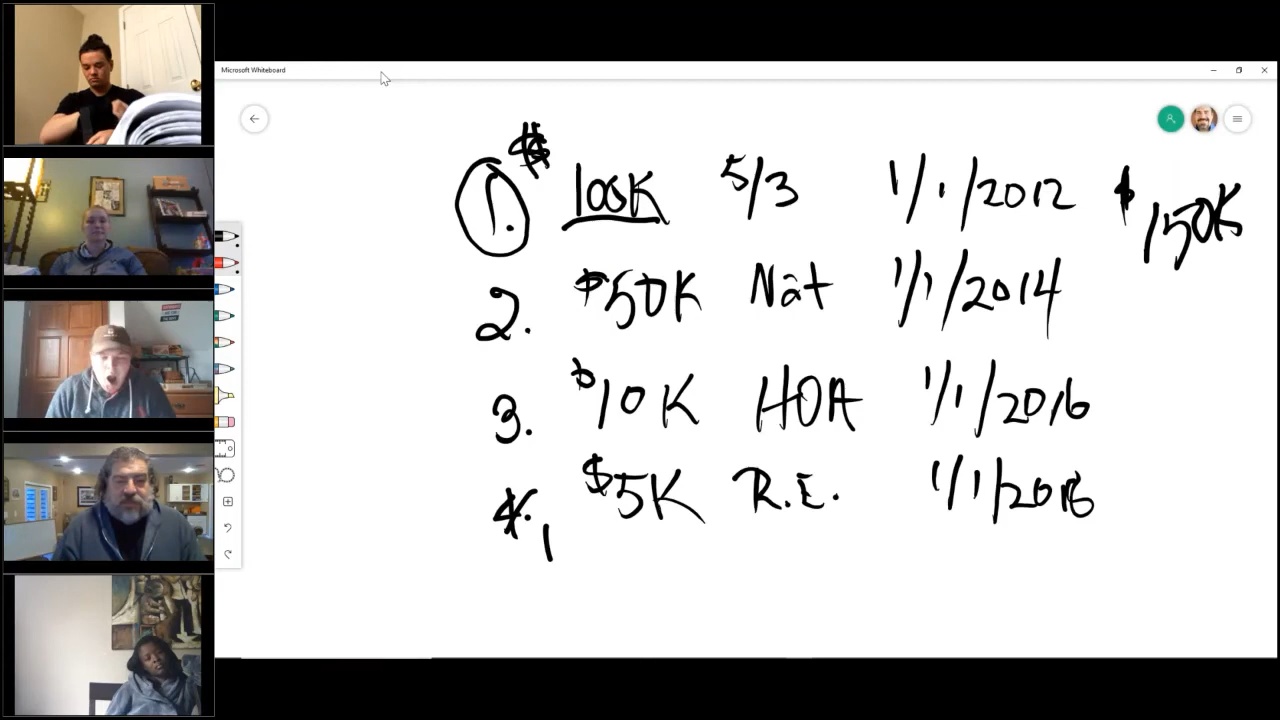 Microsoft Whiteboard
1. $ 100K 5/3 1/1/2012 $150K
2. $50K Nat 1/1/2014
3. $10K HOA 1/1/2016
4. 1 $5K R.E. 1/1/2018